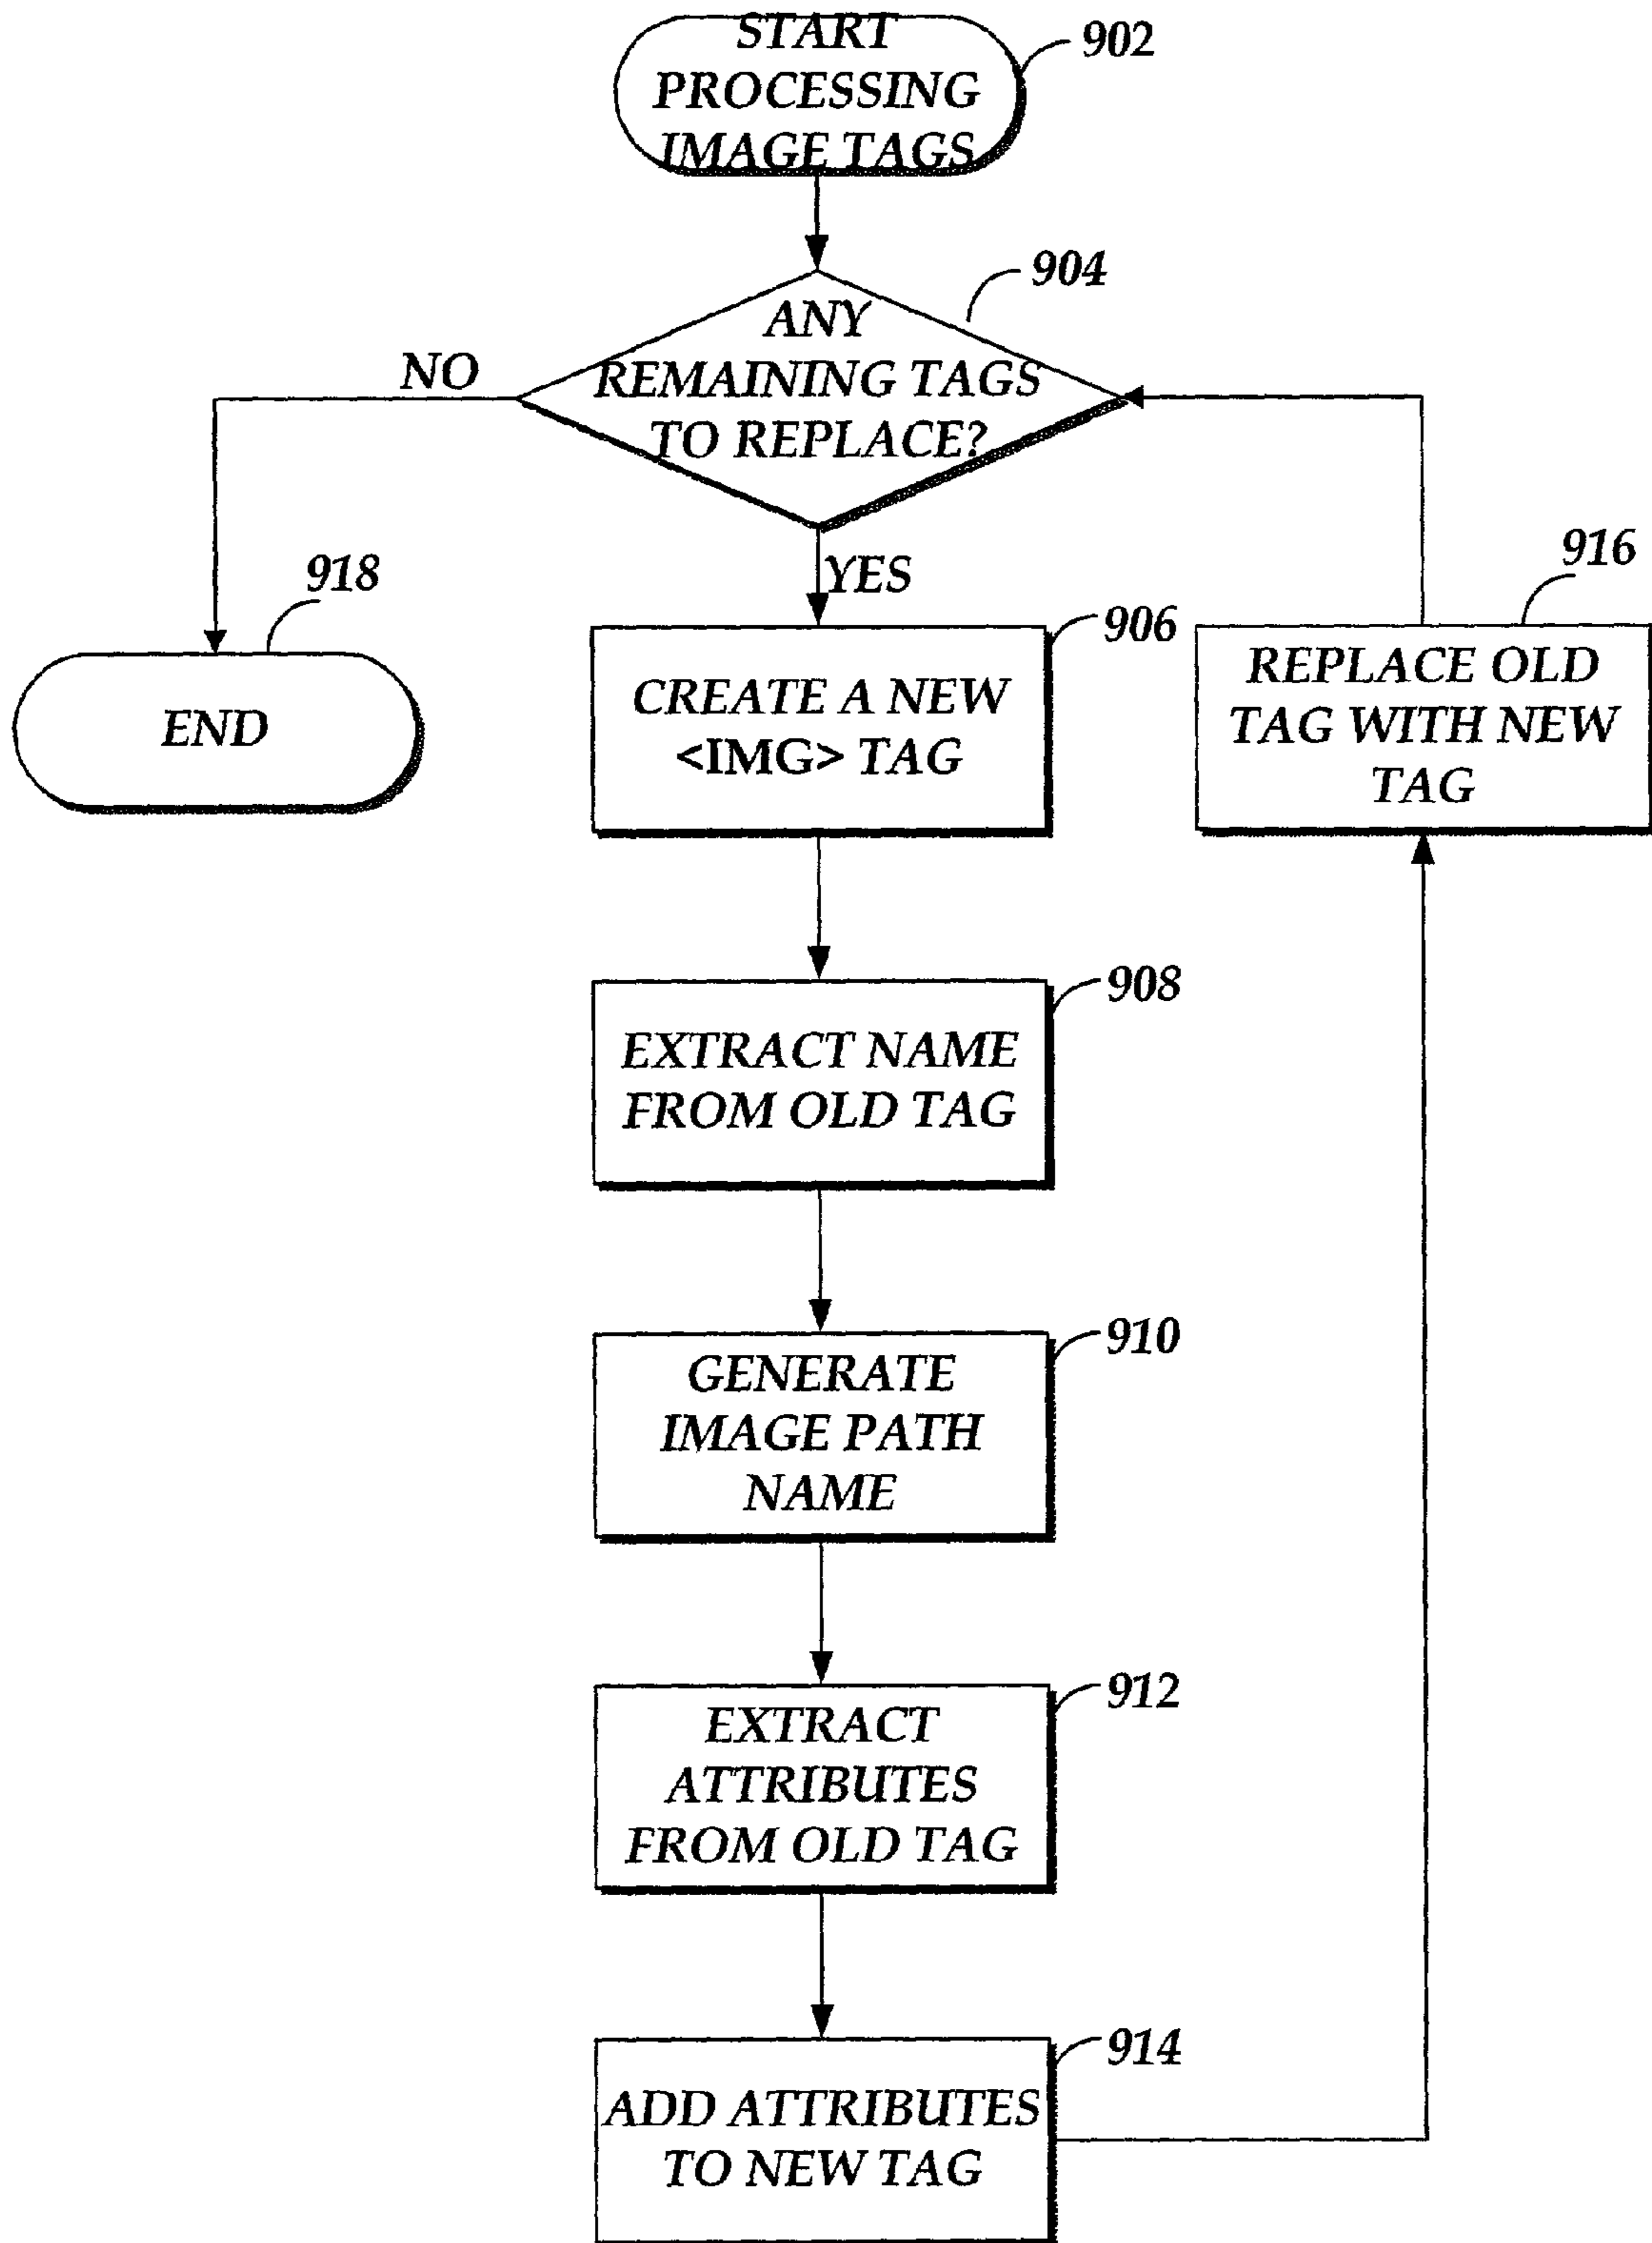 START
PROCESSING
IMAGE TAGS
902
904
ANY
REMAINING TAGS
TO REPLACE?
NO
YES
918
END
906
CREATE A NEW
<IMG> TAG
916
REPLACE OLD
TAG WITH NEW
TAG
908
EXTRACT NAME
FROM OLD TAG
910
GENERATE
IMAGE PATH
NAME
912
EXTRACT
ATTRIBUTES
FROM OLD TAG
914
ADD ATTRIBUTES
TO NEW TAG